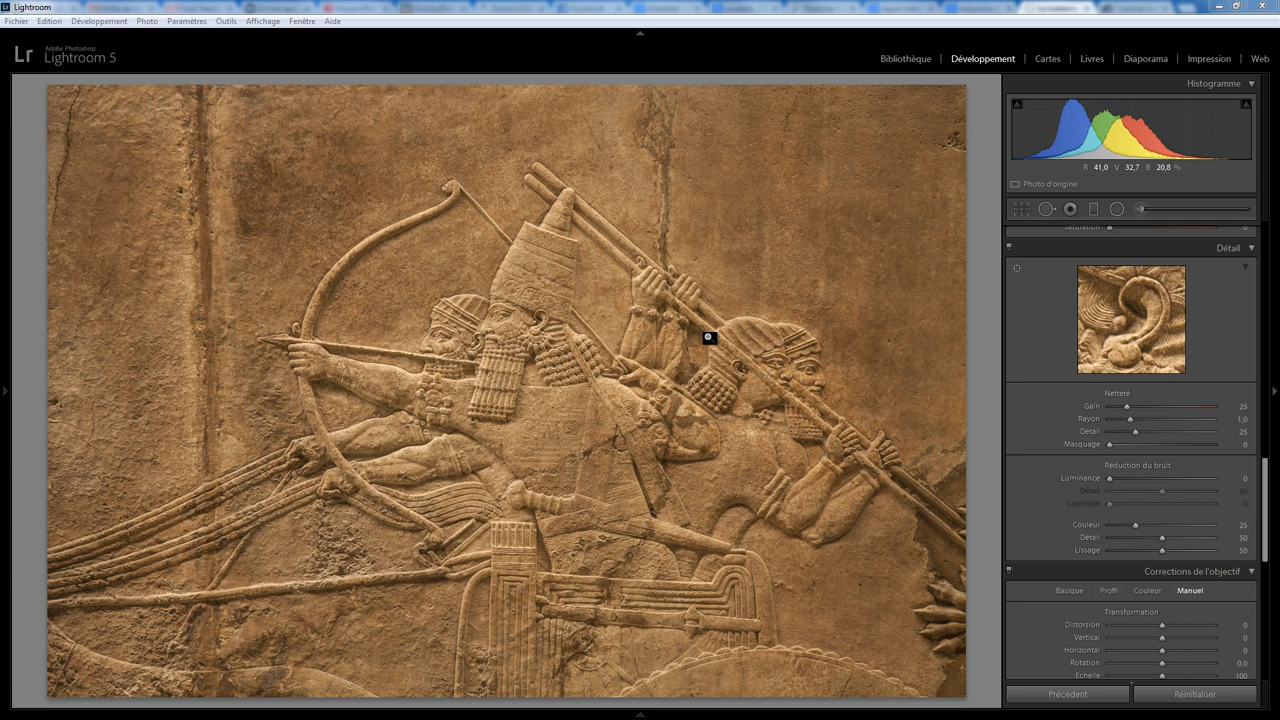 Lightroom
Fichier Edition Développement Photo Paramètres Outils Affichage Fenêtre Aide
Lr Adobe Photoshop
Lightroom 5
Bibliothèque | Développement | Cartes | Livres | Diaporama | Impression | Web
Histogramme
R 41,0 V 32,7 B 20,8 %
Photo d'origine
Saturation 0
Détail
Netteté
Gain 25
Rayon 1,0
Détail 25
Masquage 0
Réduction du bruit
Luminance 0
Détail 50
Contraste 0
Couleur 25
Détail 50
Lissage 50
Corrections de l'objectif
Basique | Profil | Couleur | Manuel
Transformation
Distorsion 0
Vertical 0
Horizontal 0
Rotation 0,0
Echelle 100
Précédent Réinitialiser